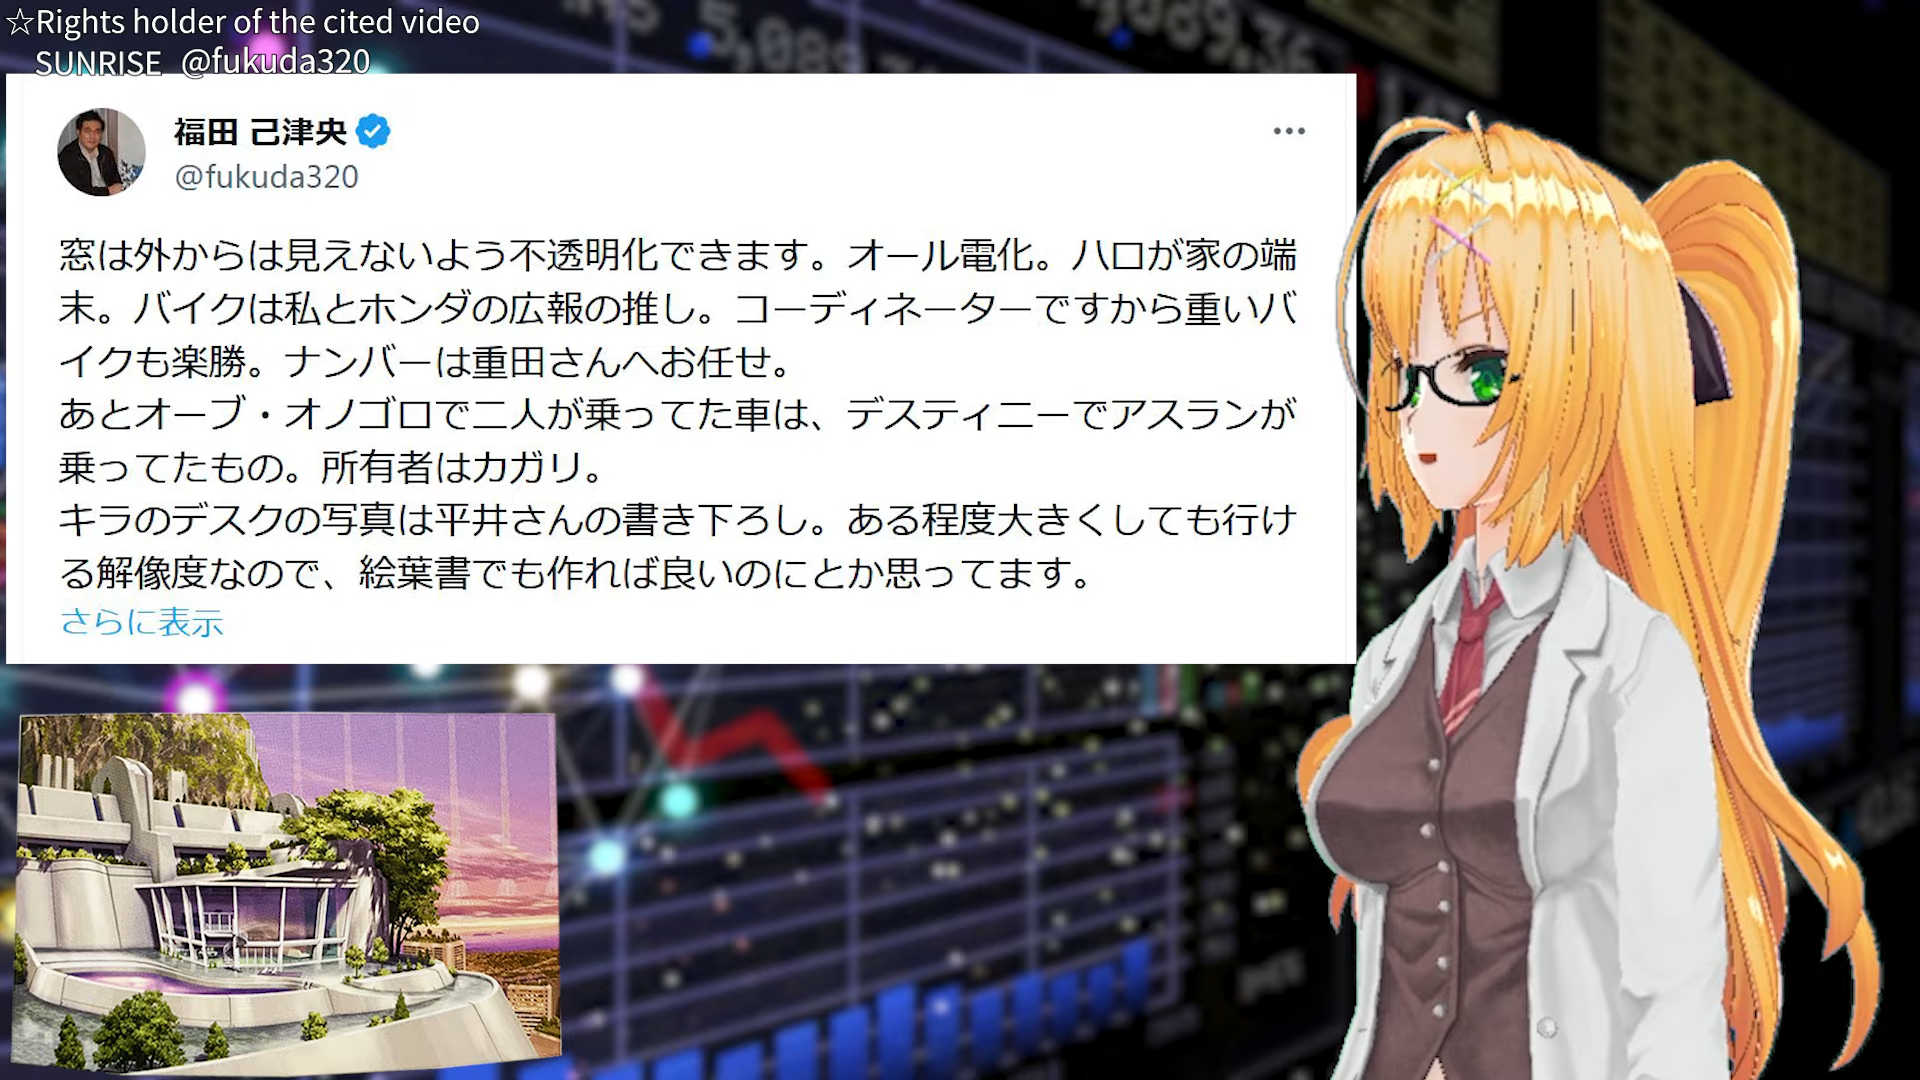 ☆Rights holder of the cited video
SUNRISE @fukuda320
福田 己津央
@fukuda320
窓は外からは見えないよう不透明化できます。オール電化。ハロが家の端
末。バイクは私とホンダの広報の推し。コーディネーターですから重いバ
イクも楽勝。ナンバーは重田さんへお任せ。
あとオーブ・オノゴロで二人が乗ってた車は、デスティニーでアスランが
乗ってたもの。所有者はカガリ。
キラのデスクの写真は平井さんの書き下ろし。ある程度大きくしても行け
る解像度なので、絵葉書でも作れば良いのにとか思ってます。
さらに表示